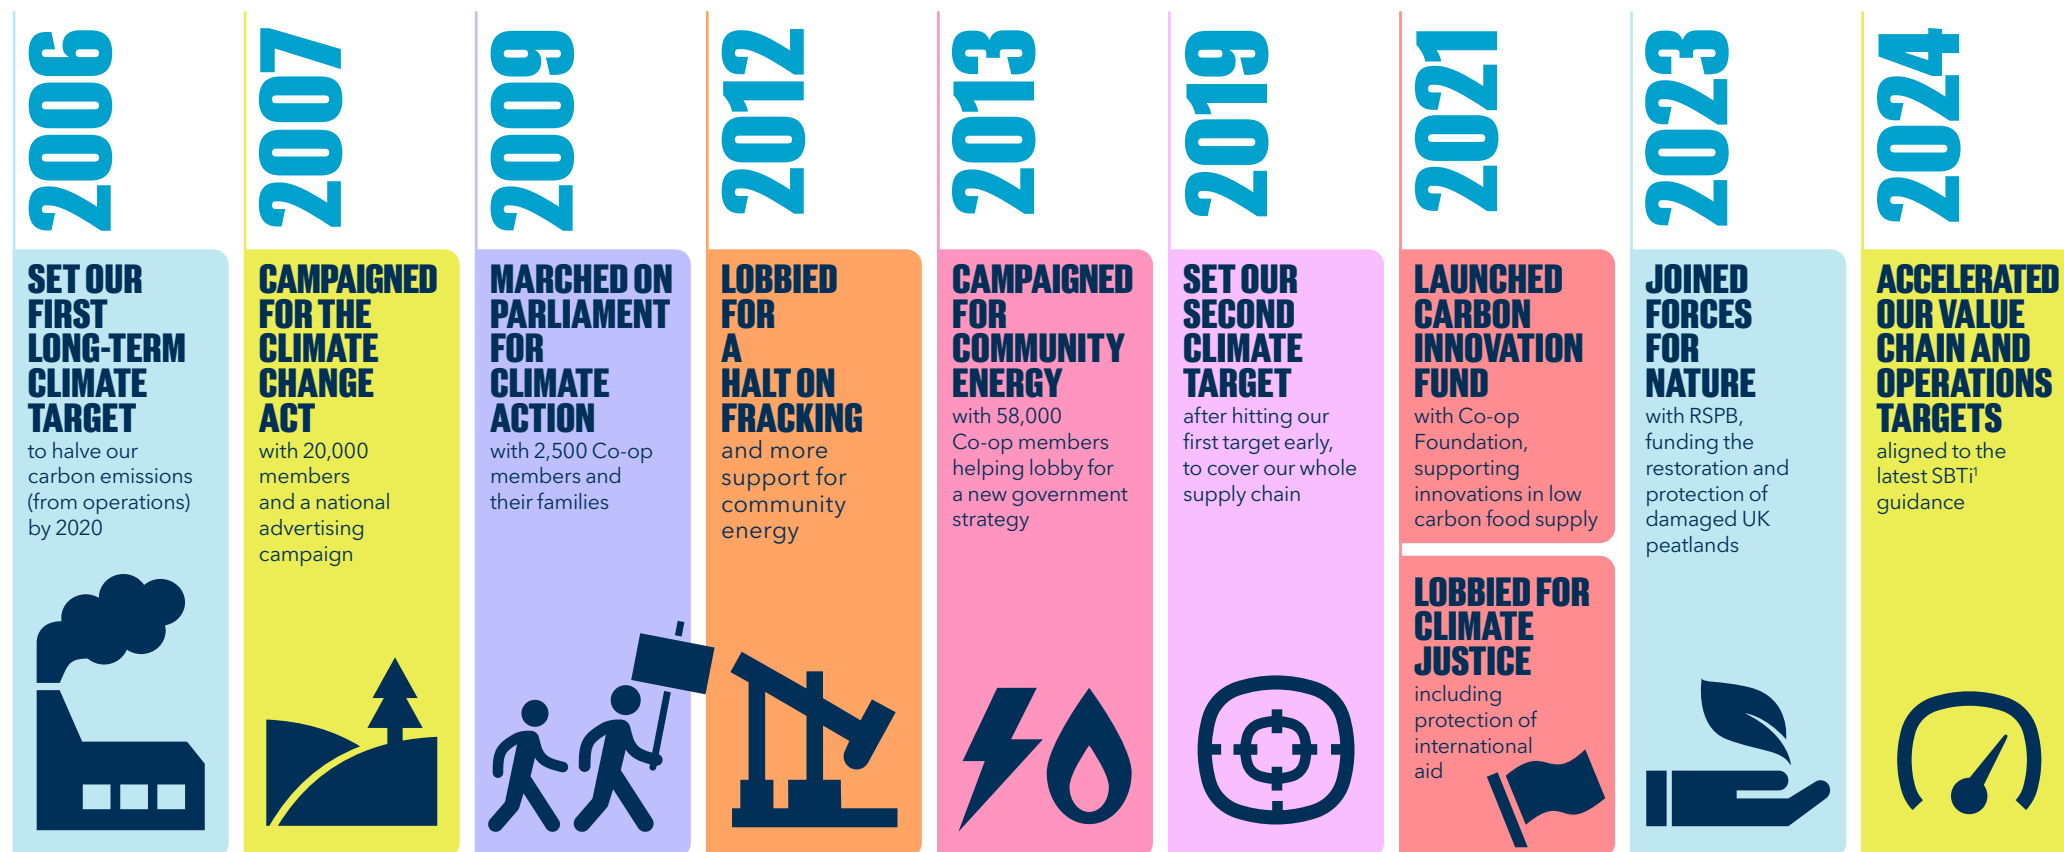 2006
SET OUR
FIRST
LONG-TERM
CLIMATE
TARGET
to halve our
carbon emissions
(from operations)
by 2020
2007
CAMPAIGNED
FOR THE
CLIMATE
CHANGE
ACT
with 20,000
members
and a national
advertising
campaign
2009
MARCHED ON
PARLIAMENT
FOR
CLIMATE
ACTION
with 2,500 Co-op
members and
their families
2012
LOBBIED
FOR
A
HALT ON
FRACKING
and more
support for
community
energy
2013
CAMPAIGNED
FOR
COMMUNITY
ENERGY
with 58,000
Co-op members
helping lobby for
a new government
strategy
2019
SET OUR
SECOND
CLIMATE
TARGET
after hitting our
first target early,
to cover our whole
supply chain
2021
LAUNCHED
CARBON
INNOVATION
FUND
with Co-op
Foundation,
supporting
innovations in low
carbon food supply
LOBBIED FOR
CLIMATE
JUSTICE
including
protection of
international
aid
2023
JOINED
FORCES
FOR
NATURE
with RSPB,
funding the
restoration and
protection of
damaged UK
peatlands
2024
ACCELERATED
OUR VALUE
CHAIN AND
OPERATIONS
TARGETS
aligned to the
latest SBTi¹
guidance